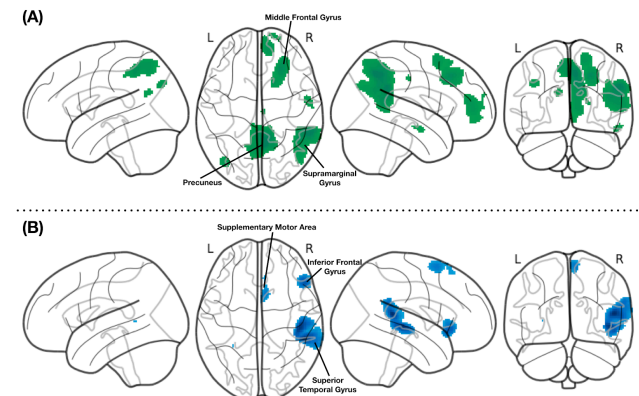 (A)
Middle Frontal Gyrus
L
R
L
R
Precuneus
Supramarginal
Gyrus
(B)
Supplementary Motor Area
L
R
L
R
Inferior Frontal
Gyrus
Superior
Temporal Gyrus